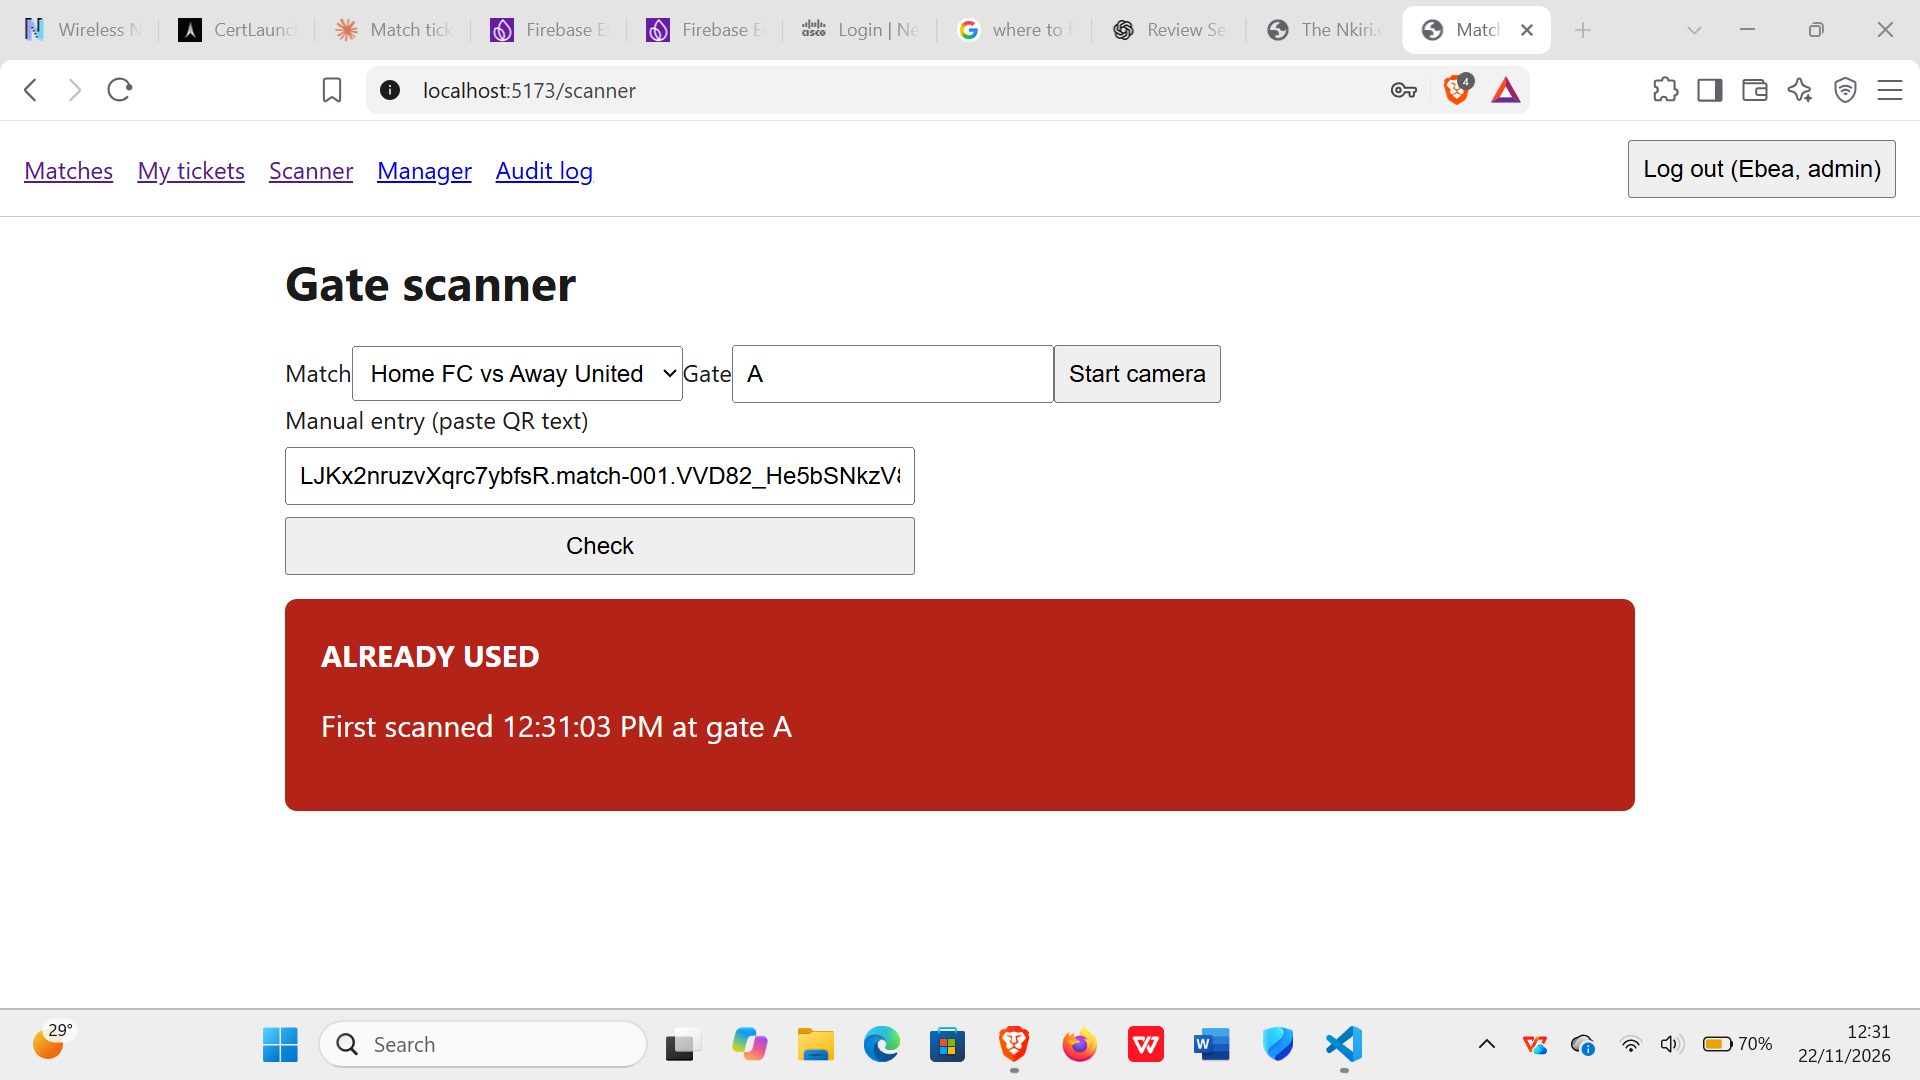 Wireless N
CertLaunc
Match tick
Firebase E
Firebase E
Login | Ne
where to f
Review Se
The Nkiri.c
Matc
localhost:5173/scanner
4
Matches My tickets Scanner Manager Audit log
Log out (Ebea, admin)
Gate scanner
Match Home FC vs Away United Gate A Start camera
Manual entry (paste QR text)
LJKx2nruzvXqrc7ybfsR.match-001.VVD82_He5bSNkzV8
Check
ALREADY USED
First scanned 12:31:03 PM at gate A
29°
Search
70%
12:31
22/11/2026